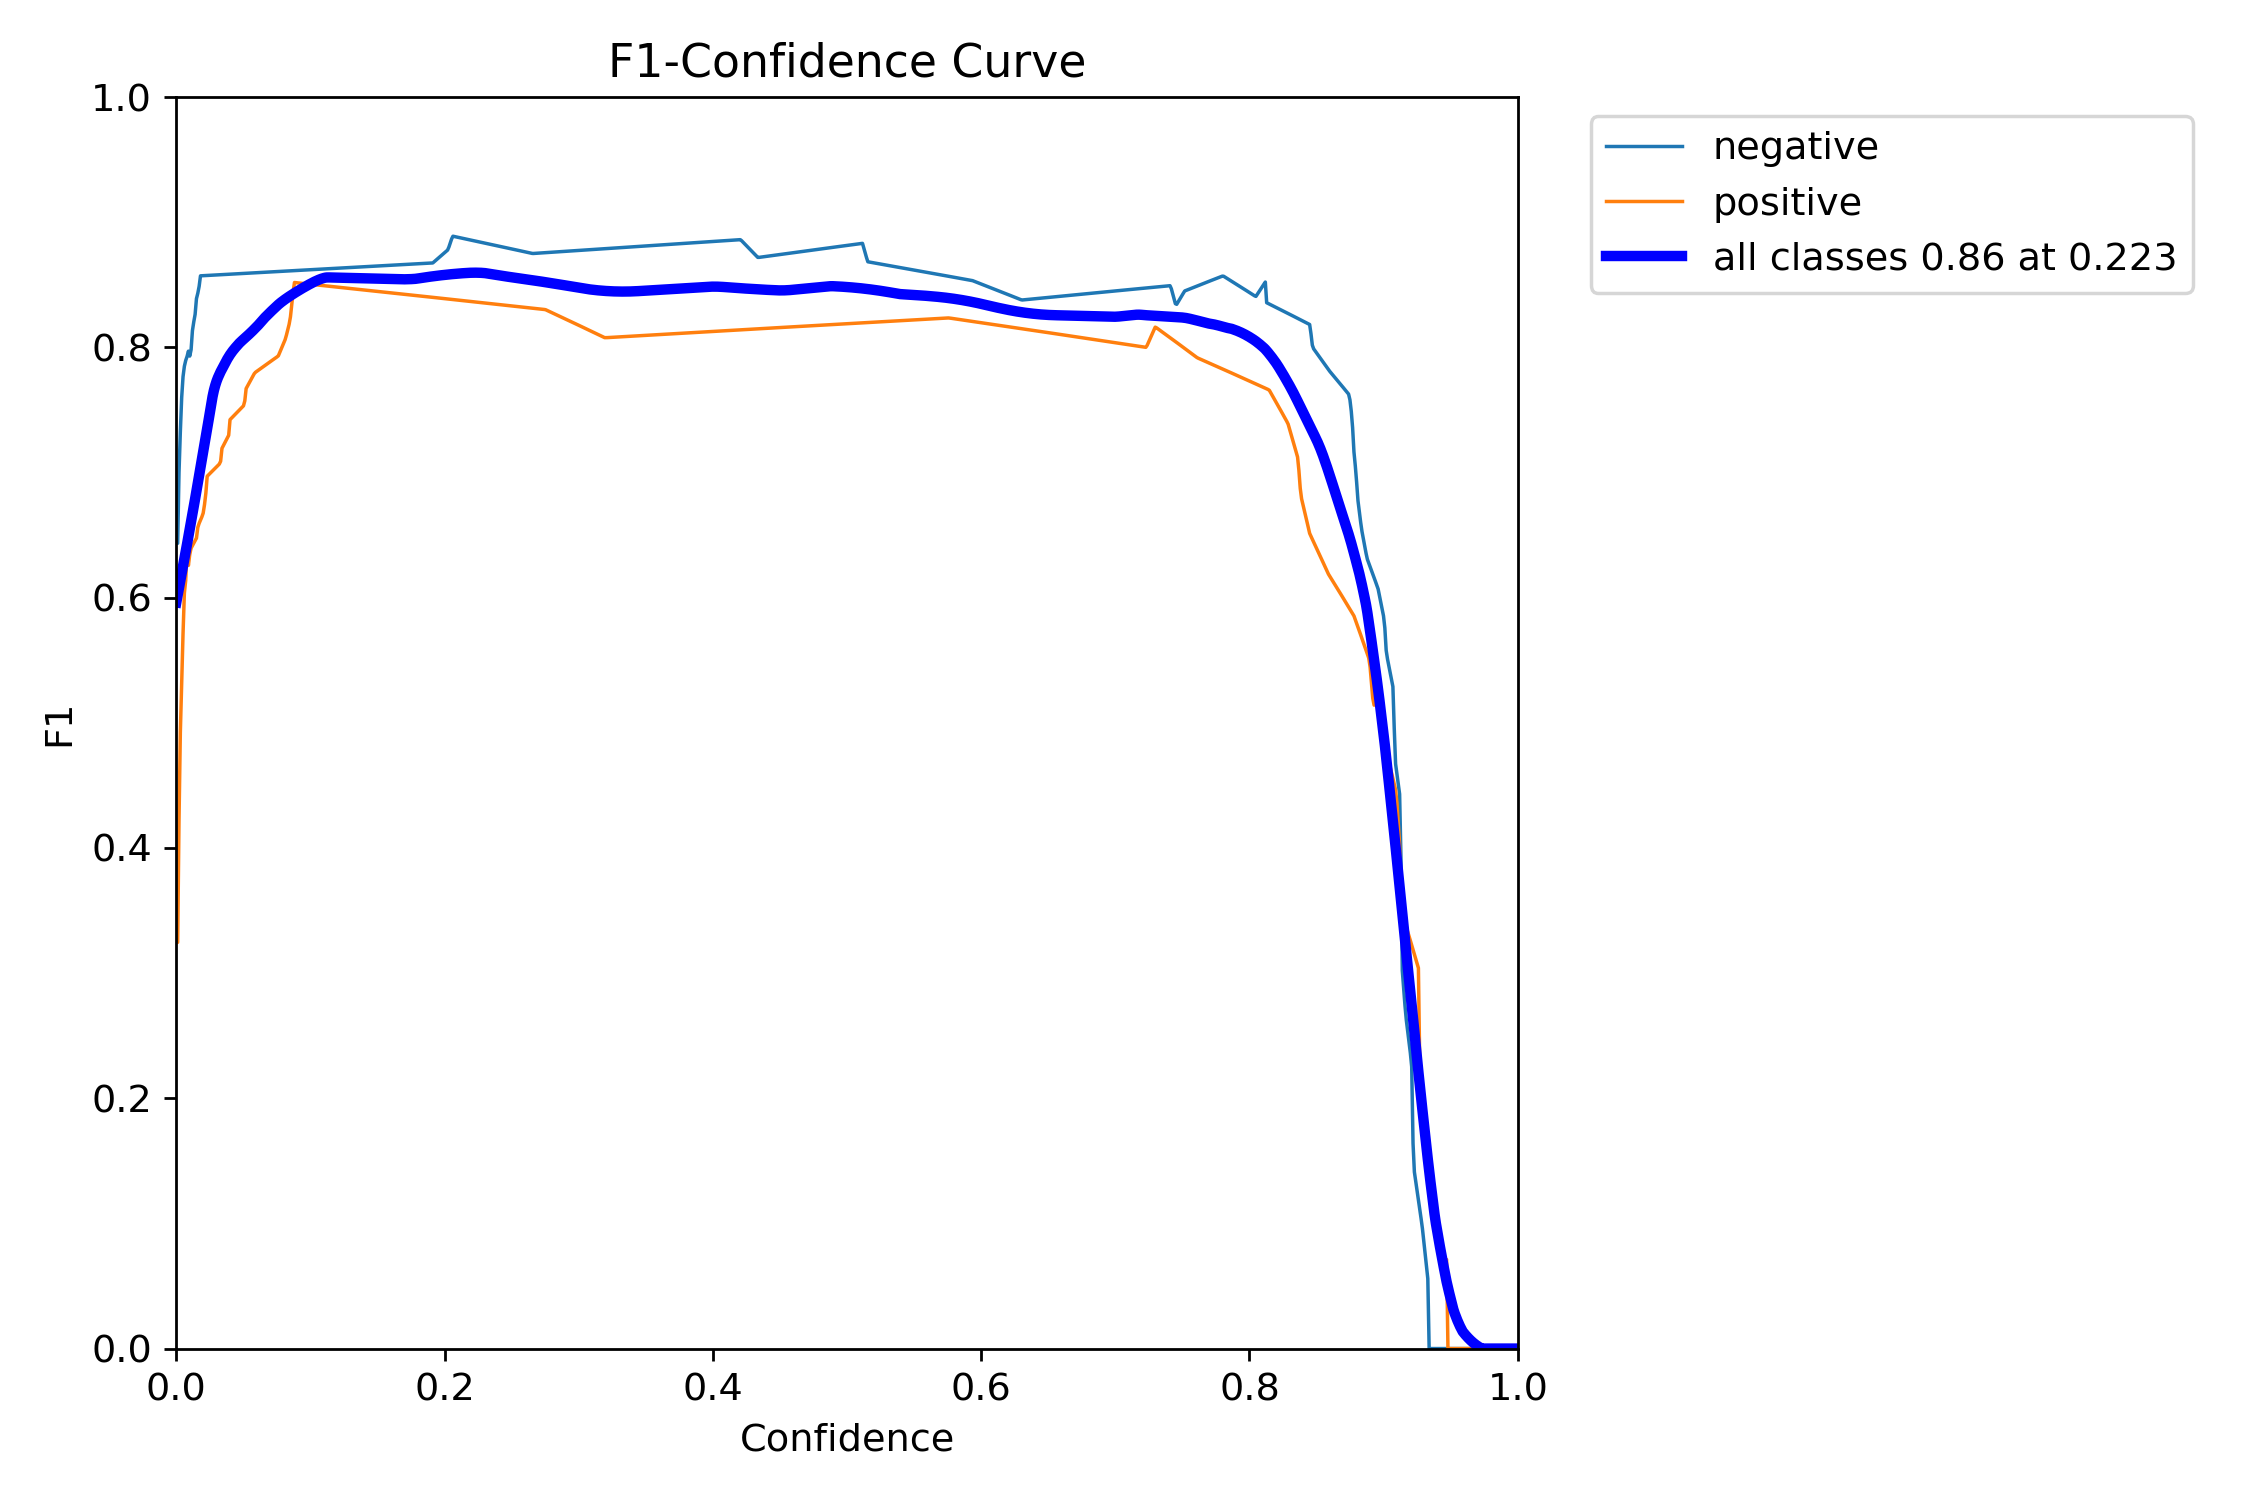 F1-Confidence Curve
1.0
0.8
0.6
0.4
0.2
0.0
F1
0.0 0.2 0.4 0.6 0.8 1.0
Confidence
negative
positive
all classes 0.86 at 0.223